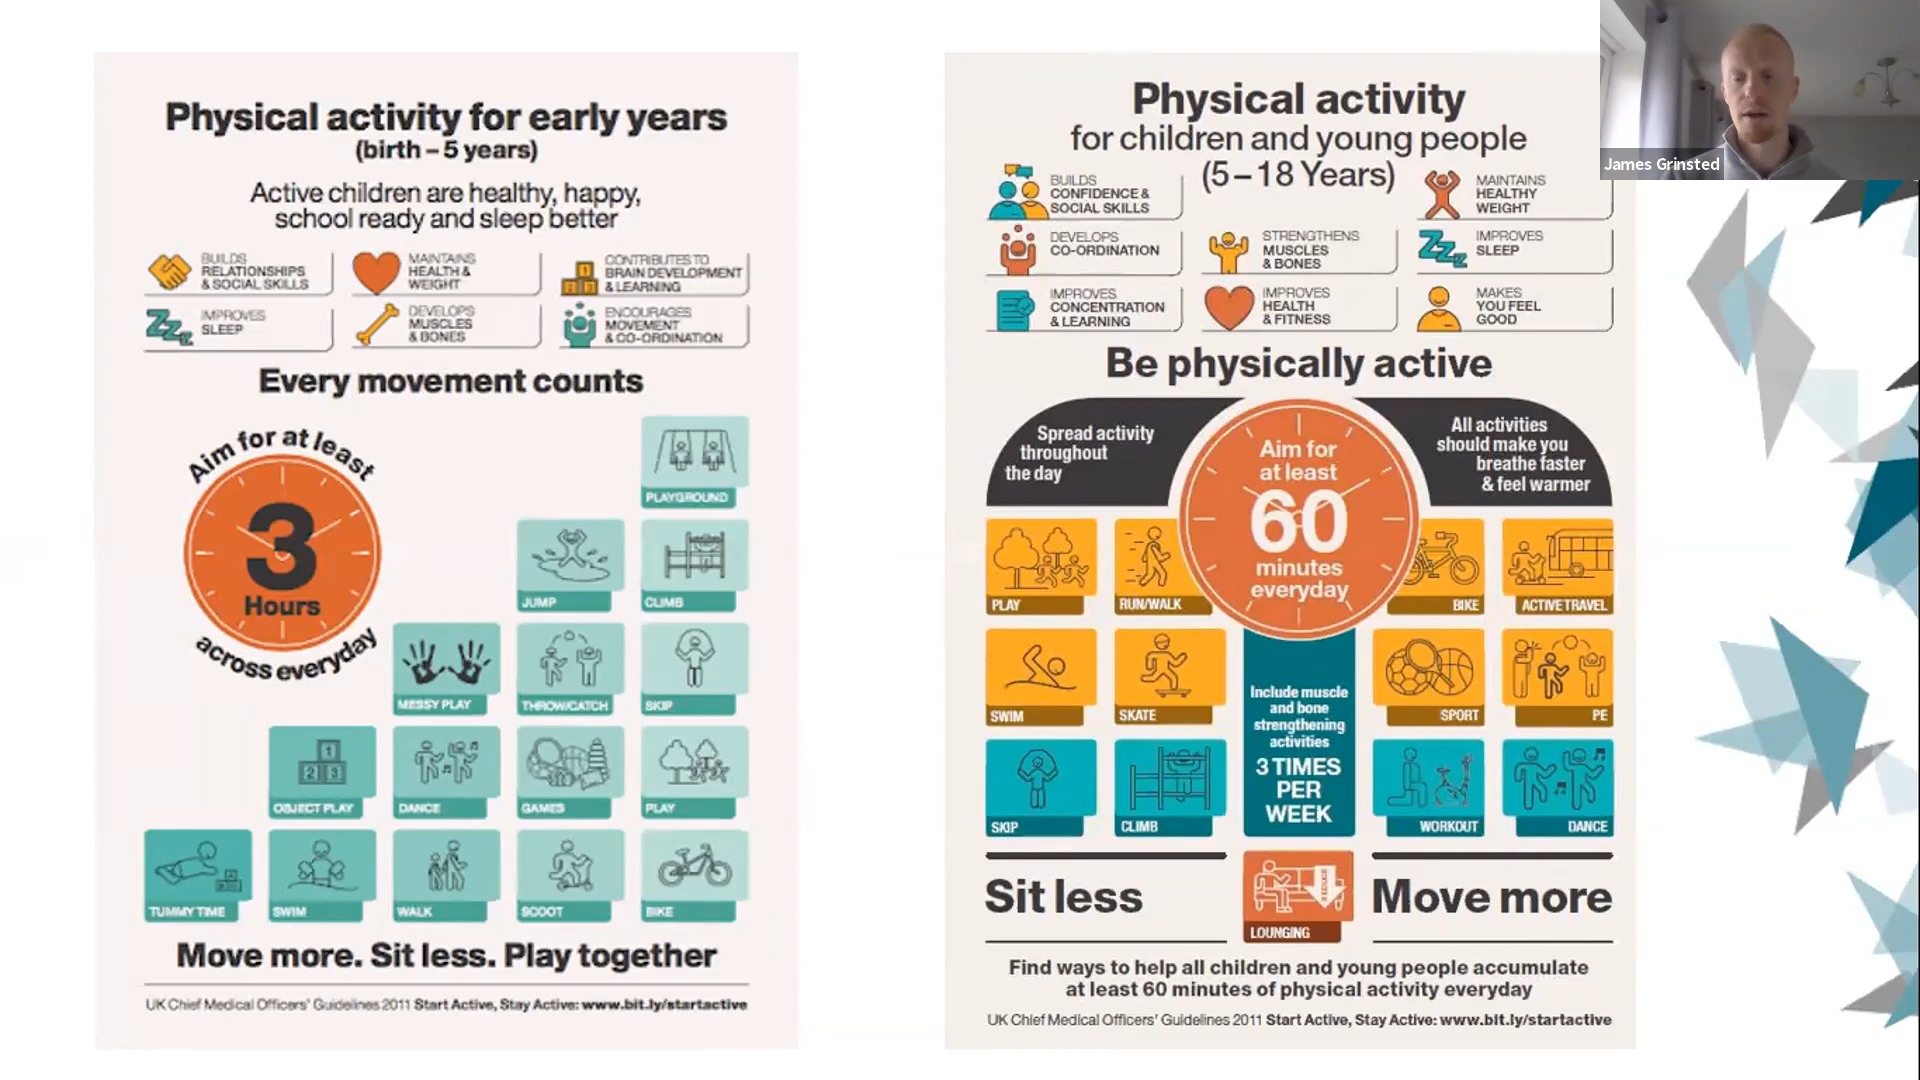 Physical activity for early years
(birth – 5 years)
Active children are healthy, happy,
school ready and sleep better
BUILDS
RELATIONSHIPS
& SOCIAL SKILLS
MAINTAINS
HEALTH &
WEIGHT
CONTRIBUTES TO
BRAIN DEVELOPMENT
& LEARNING
IMPROVES
SLEEP
DEVELOPS
MUSCLES
& BONES
ENCOURAGES
MOVEMENT
& CO-ORDINATION
Every movement counts
Aim for at least
3
Hours
across everyday
PLAYGROUND
JUMP
CLIMB
MESSY PLAY
THROW/CATCH
SKIP
OBJECT PLAY
DANCE
GAMES
PLAY
TUMMY TIME
SWIM
WALK
SCOOT
BIKE
Move more. Sit less. Play together
UK Chief Medical Officers' Guidelines 2011 Start Active, Stay Active: www.bit.ly/startactive
Physical activity
for children and young people
(5 – 18 Years)
BUILDS
CONFIDENCE &
SOCIAL SKILLS
MAINTAINS
HEALTHY
WEIGHT
DEVELOPS
CO-ORDINATION
STRENGTHENS
MUSCLES
& BONES
IMPROVES
SLEEP
IMPROVES
CONCENTRATION
& LEARNING
IMPROVES
HEALTH
& FITNESS
MAKES
YOU FEEL
GOOD
Be physically active
Spread activity
throughout
the day
Aim for
at least
60
minutes
everyday
All activities
should make you
breathe faster
& feel warmer
PLAY
RUN/WALK
BIKE
ACTIVE TRAVEL
SWIM
SKATE
SPORT
PE
Include muscle
and bone
strengthening
activities
3 TIMES
PER
WEEK
SKIP
CLIMB
WORKOUT
DANCE
Sit less
REDUCE
LOUNGING
Move more
Find ways to help all children and young people accumulate
at least 60 minutes of physical activity everyday
UK Chief Medical Officers' Guidelines 2011 Start Active, Stay Active: www.bit.ly/startactive
James Grinsted